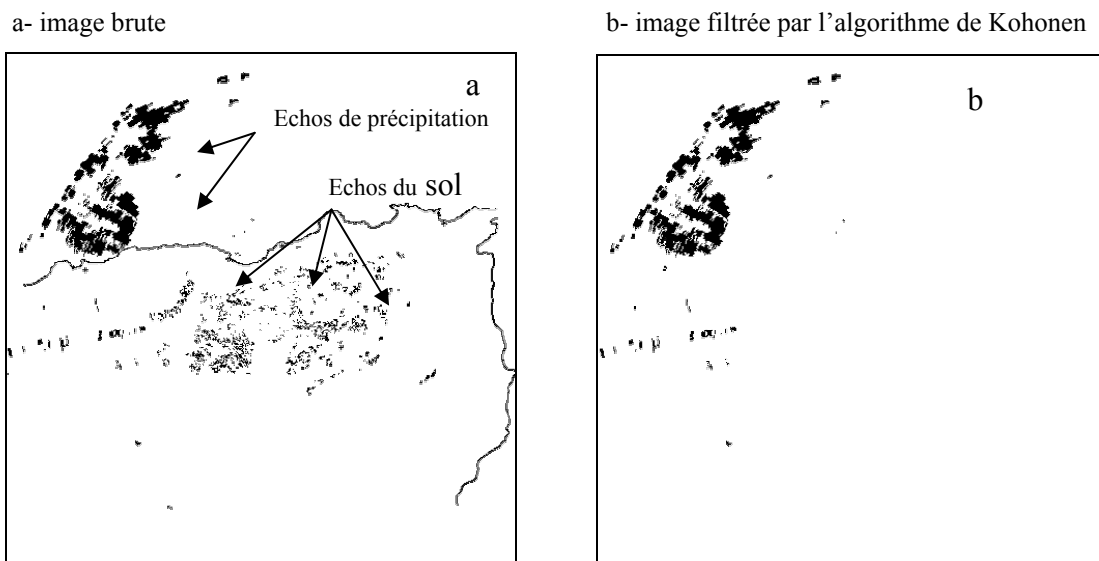 a- image brute
b- image filtrée par l’algorithme de Kohonen
a
Echos de précipitation
Echos du sol
b